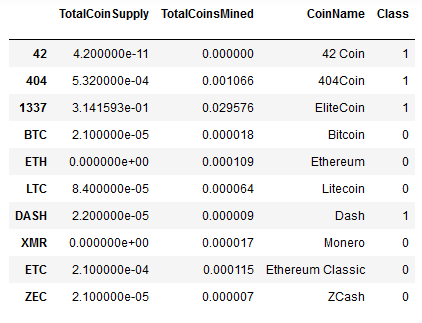 TotalCoinSupply TotalCoinsMined CoinName Class
42 4.200000e-11 0.000000 42 Coin 1
404 5.320000e-04 0.001066 404Coin 1
1337 3.141593e-01 0.029576 EliteCoin 1
BTC 2.100000e-05 0.000018 Bitcoin 0
ETH 0.000000e+00 0.000109 Ethereum 0
LTC 8.400000e-05 0.000064 Litecoin 0
DASH 2.200000e-05 0.000009 Dash 1
XMR 0.000000e+00 0.000017 Monero 0
ETC 2.100000e-04 0.000115 Ethereum Classic 0
ZEC 2.100000e-05 0.000007 ZCash 0